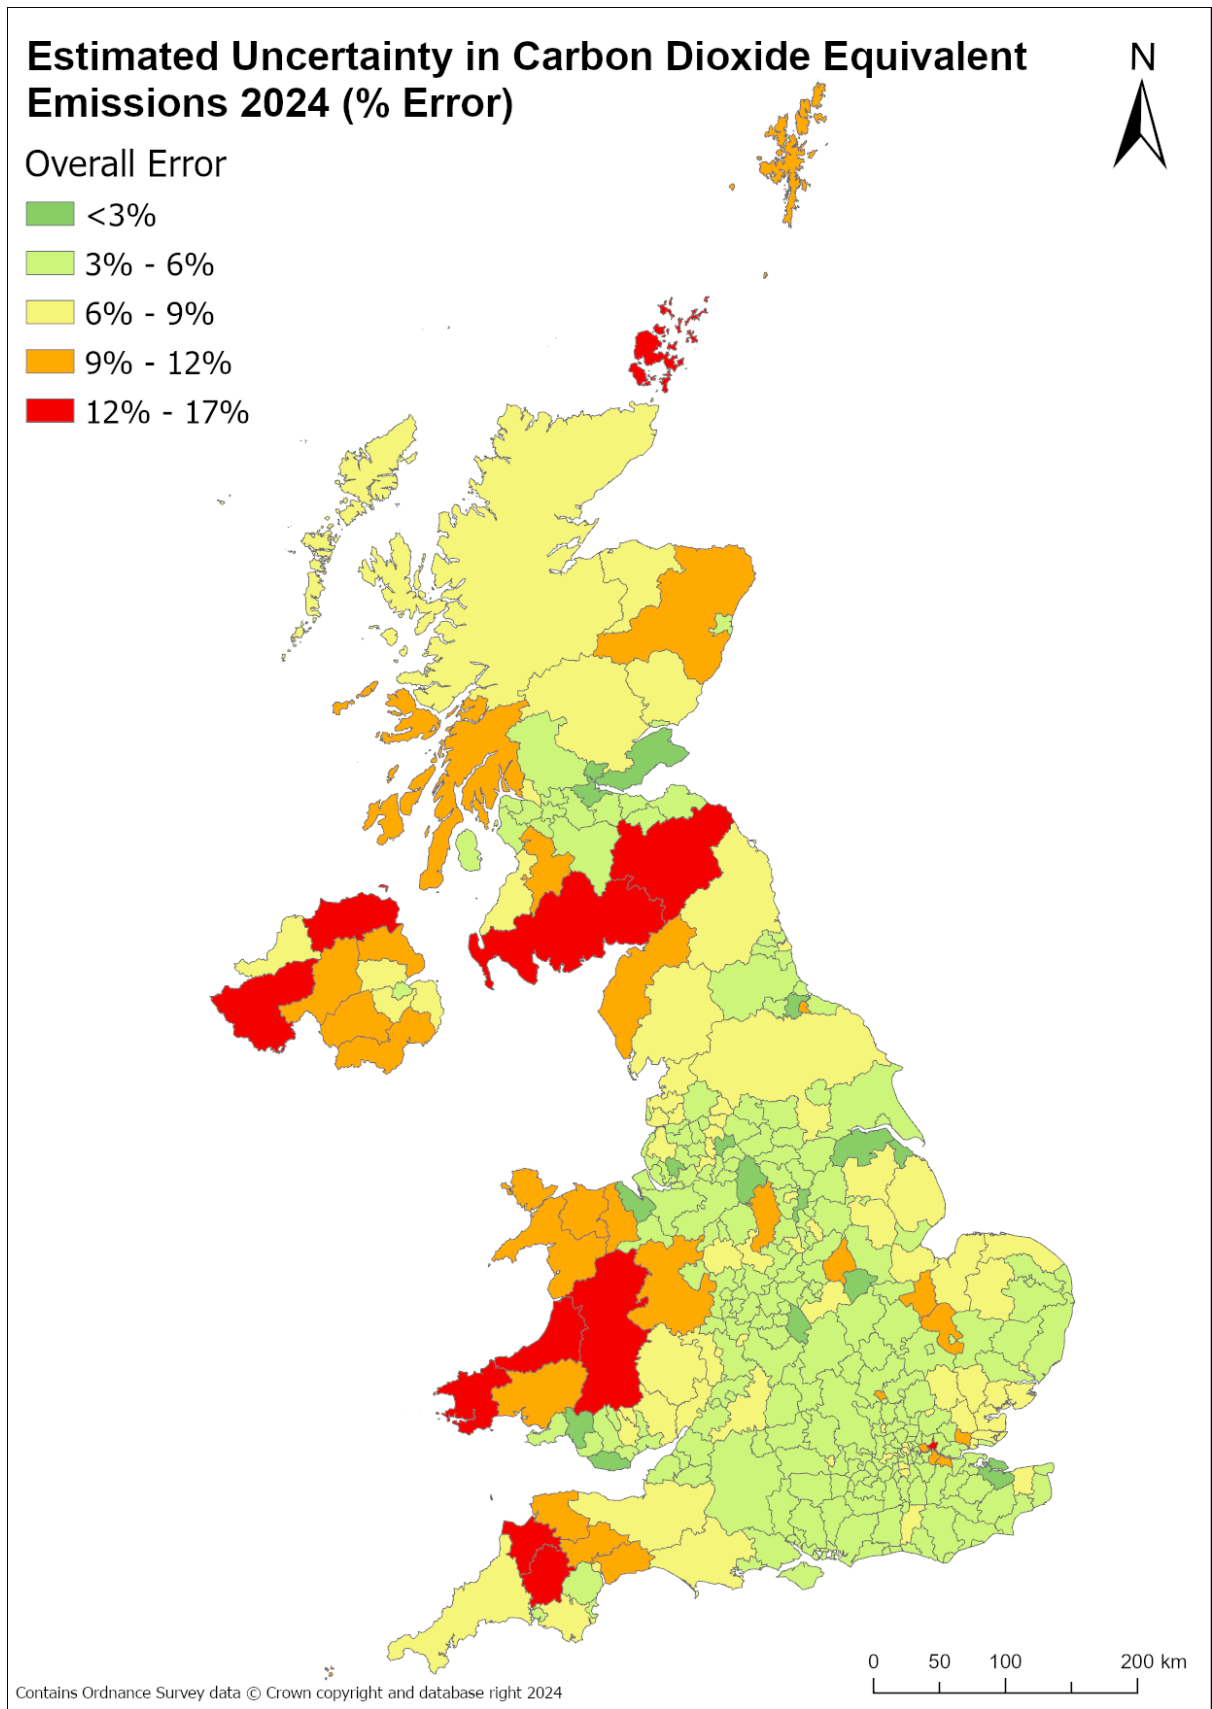 Estimated Uncertainty in Carbon Dioxide Equivalent
Emissions 2024 (% Error)
N
Overall Error
<3%
3% - 6%
6% - 9%
9% - 12%
12% - 17%
0 50 100 200 km
Contains Ordnance Survey data © Crown copyright and database right 2024